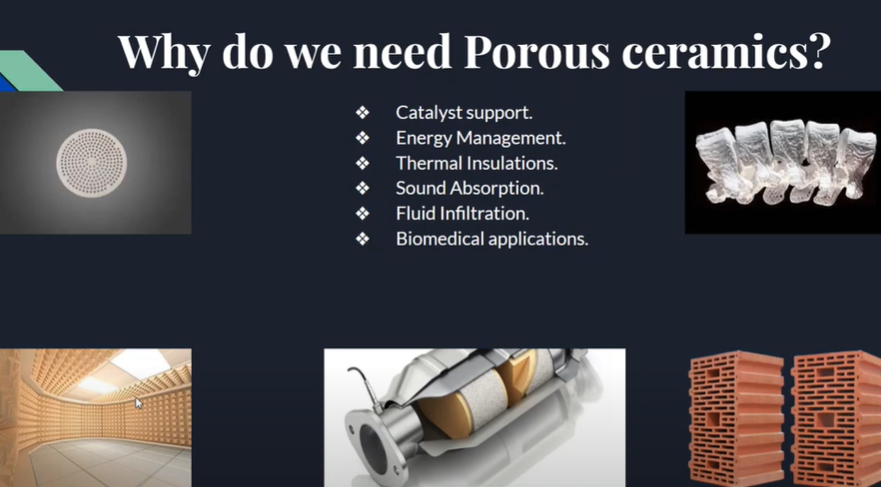 Why do we need Porous ceramics?
❖ Catalyst support.
❖ Energy Management.
❖ Thermal Insulations.
❖ Sound Absorption.
❖ Fluid Infiltration.
❖ Biomedical applications.